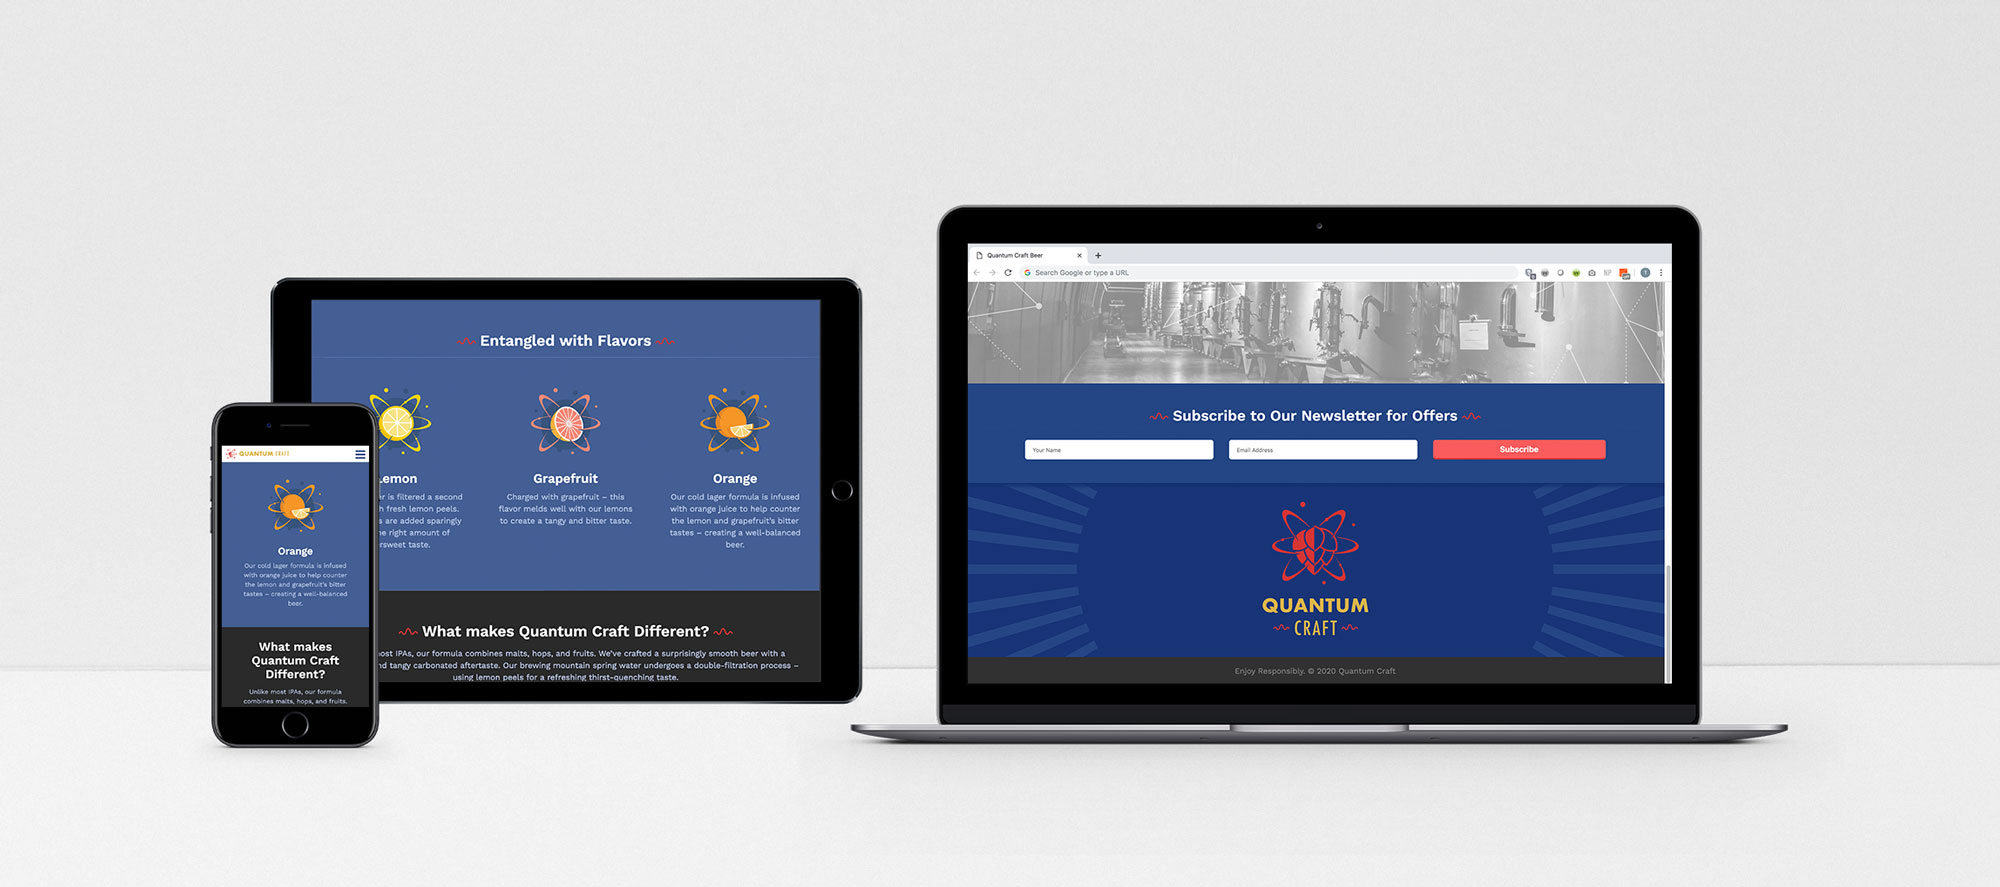 QUANTUM CRAFT
Orange
Our cold lager formula is infused
with orange juice to help counter
the lemon and grapefruit's bitter
tastes – creating a well-balanced
beer.
What makes
Quantum Craft
Different?
Unlike most IPAs, our formula
combines malts, hops, and fruits.
Entangled with Flavors
Lemon
er is filtered a second
h fresh lemon peels.
s are added sparingly
he right amount of
rsweet taste.
Grapefruit
Charged with grapefruit – this
flavor melds well with our lemons
to create a tangy and bitter taste.
Orange
Our cold lager formula is infused
with orange juice to help counter
the lemon and grapefruit's bitter
tastes – creating a well-balanced
beer.
What makes Quantum Craft Different?
ost IPAs, our formula combines malts, hops, and fruits. We've crafted a surprisingly smooth beer with a
nd tangy carbonated aftertaste. Our brewing mountain spring water undergoes a double-filtration process –
using lemon peels for a refreshing thirst-quenching taste.
Quantum Craft Beer
Search Google or type a URL
Subscribe to Our Newsletter for Offers
Your Name
Email Address
Subscribe
QUANTUM
CRAFT
Enjoy Responsibly. © 2020 Quantum Craft